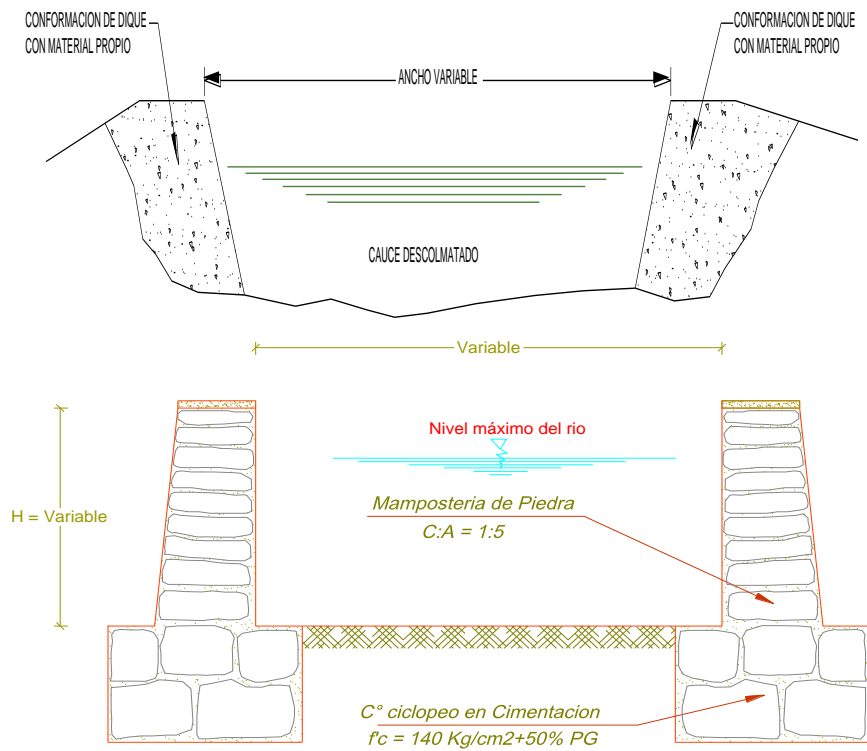 CONFORMACION DE DIQUE
CON MATERIAL PROPIO
CONFORMACION DE DIQUE
CON MATERIAL PROPIO
ANCHO VARIABLE
CAUCE DESCOLMATADO
Variable
Nivel máximo del rio
H = Variable
Mamposteria de Piedra
C:A = 1:5
C° ciclopeo en Cimentacion
f'c = 140 Kg/cm2+50% PG